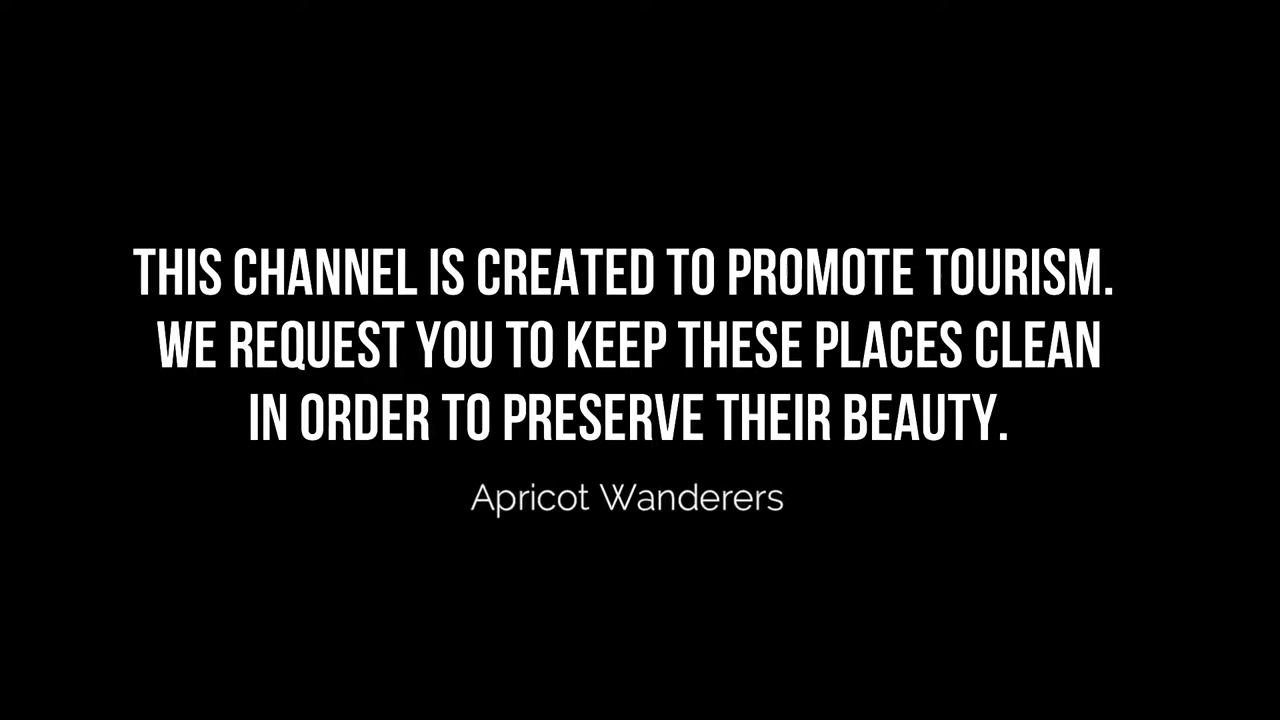 THIS CHANNEL IS CREATED TO PROMOTE TOURISM.
WE REQUEST YOU TO KEEP THESE PLACES CLEAN
IN ORDER TO PRESERVE THEIR BEAUTY.
Apricot Wanderers